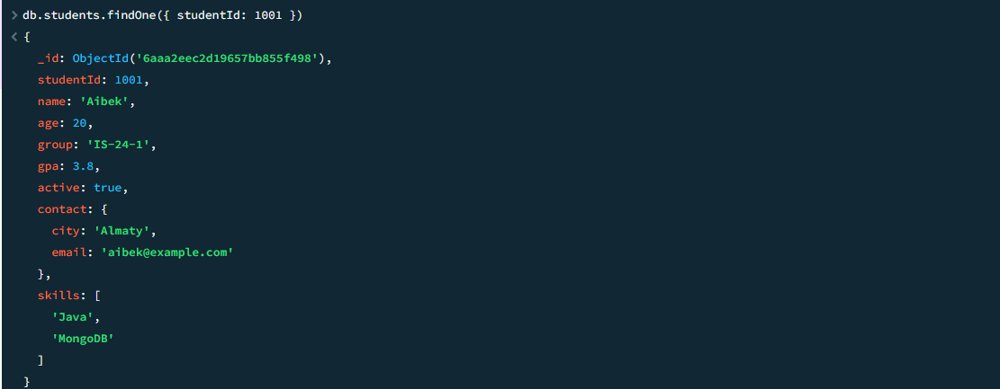 > db.students.findOne({ studentId: 1001 })
< {
_id: ObjectId('6aaa2eec2d19657bb855f498'),
studentId: 1001,
name: 'Aibek',
age: 20,
group: 'IS-24-1',
gpa: 3.8,
active: true,
contact: {
city: 'Almaty',
email: 'aibek@example.com'
},
skills: [
'Java',
'MongoDB'
]
}